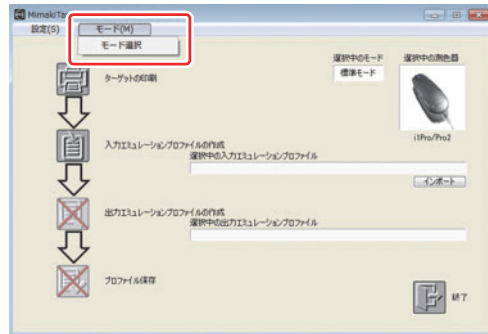 設定(S) モード(M)
モード選択
選択中のモード 選択中の測色器
標準モード
ターゲットの印刷
i1Pro/Pro2
入力エミュレーションプロファイルの作成
選択中の入力エミュレーションプロファイル
インポート
出力エミュレーションプロファイルの作成
選択中の出力エミュレーションプロファイル
プロファイル保存
終了